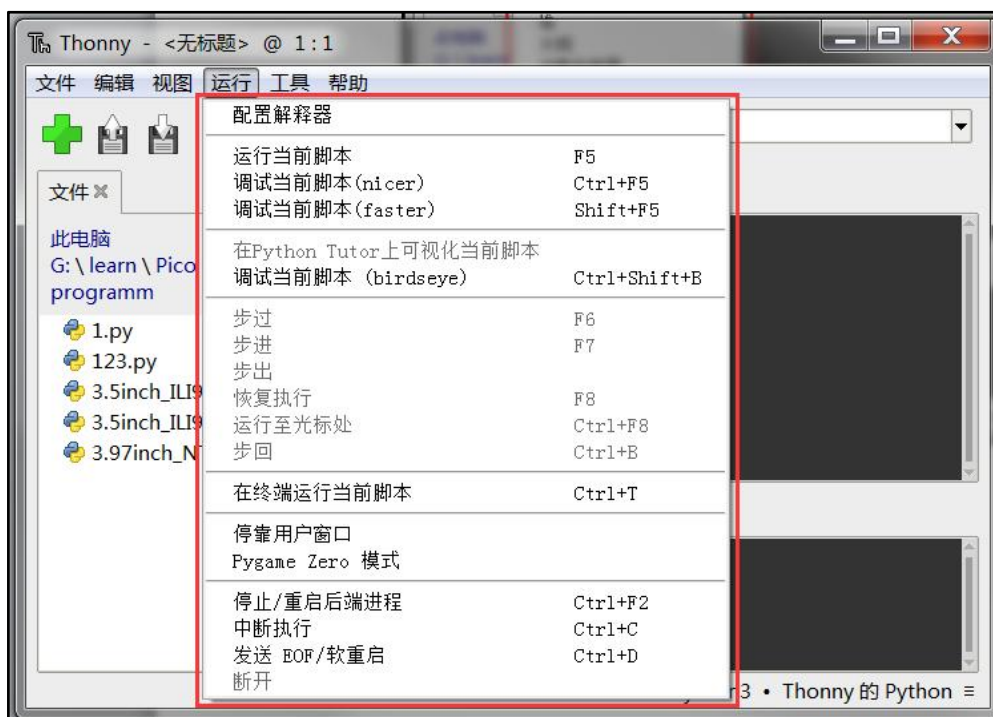 Thonny - <无标题> @ 1:1
文件 编辑 视图 运行 工具 帮助
文件
此电脑
G: \ learn \ Pico
programm
1.py
123.py
3.5inch_ILI9
3.5inch_ILI9
3.97inch_N
配置解释器
运行当前脚本 F5
调试当前脚本(nicer) Ctrl+F5
调试当前脚本(faster) Shift+F5
在Python Tutor上可视化当前脚本
调试当前脚本 (birdseye) Ctrl+Shift+B
步过 F6
步进 F7
步出
恢复执行 F8
运行至光标处 Ctrl+F8
步回 Ctrl+B
在终端运行当前脚本 Ctrl+T
停靠用户窗口
Pygame Zero 模式
停止/重启后端进程 Ctrl+F2
中断执行 Ctrl+C
发送 EOF/软重启 Ctrl+D
断开
3 • Thonny 的 Python ≡